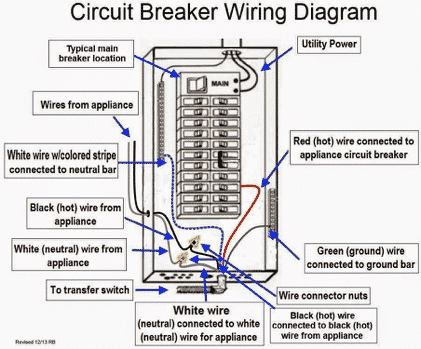 Circuit Breaker Wiring Diagram
Typical main
breaker location
Utility Power
MAIN
Wires from appliance
Red (hot) wire connected to
appliance circuit breaker
White wire w/colored stripe
connected to neutral bar
Black (hot) wire from
appliance
White (neutral) wire from
appliance
Green (ground) wire
connected to ground bar
To transfer switch
Wire connector nuts
White wire
(neutral) connected to white
(neutral) wire for appliance
Black (hot) wire
connected to black (hot)
wire from appliance
Revised 12/13 RB